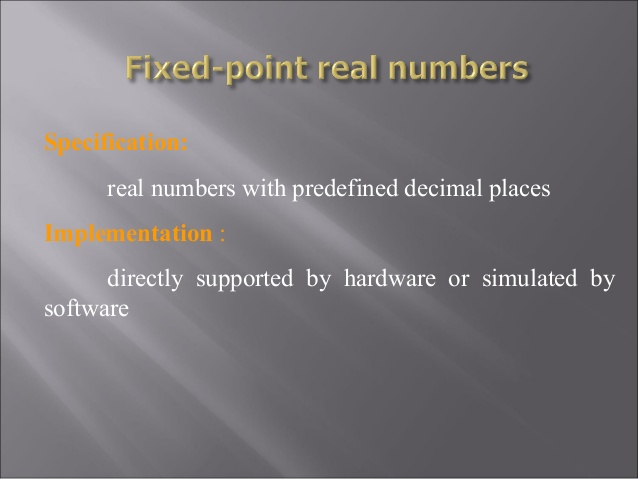 Fixed-point real numbers
Specification:
real numbers with predefined decimal places
Implementation :
directly supported by hardware or simulated by
software